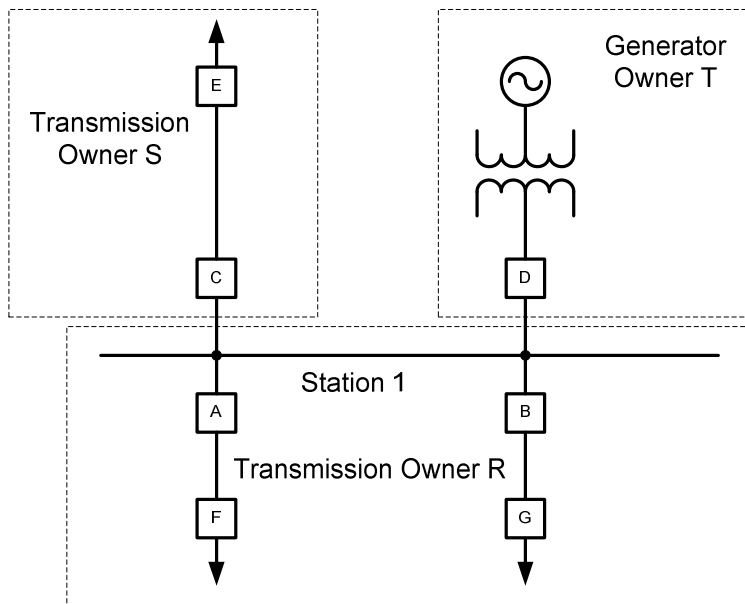 E
Transmission
Owner S
C
Generator
Owner T
D
Station 1
A
B
Transmission Owner R
F
G